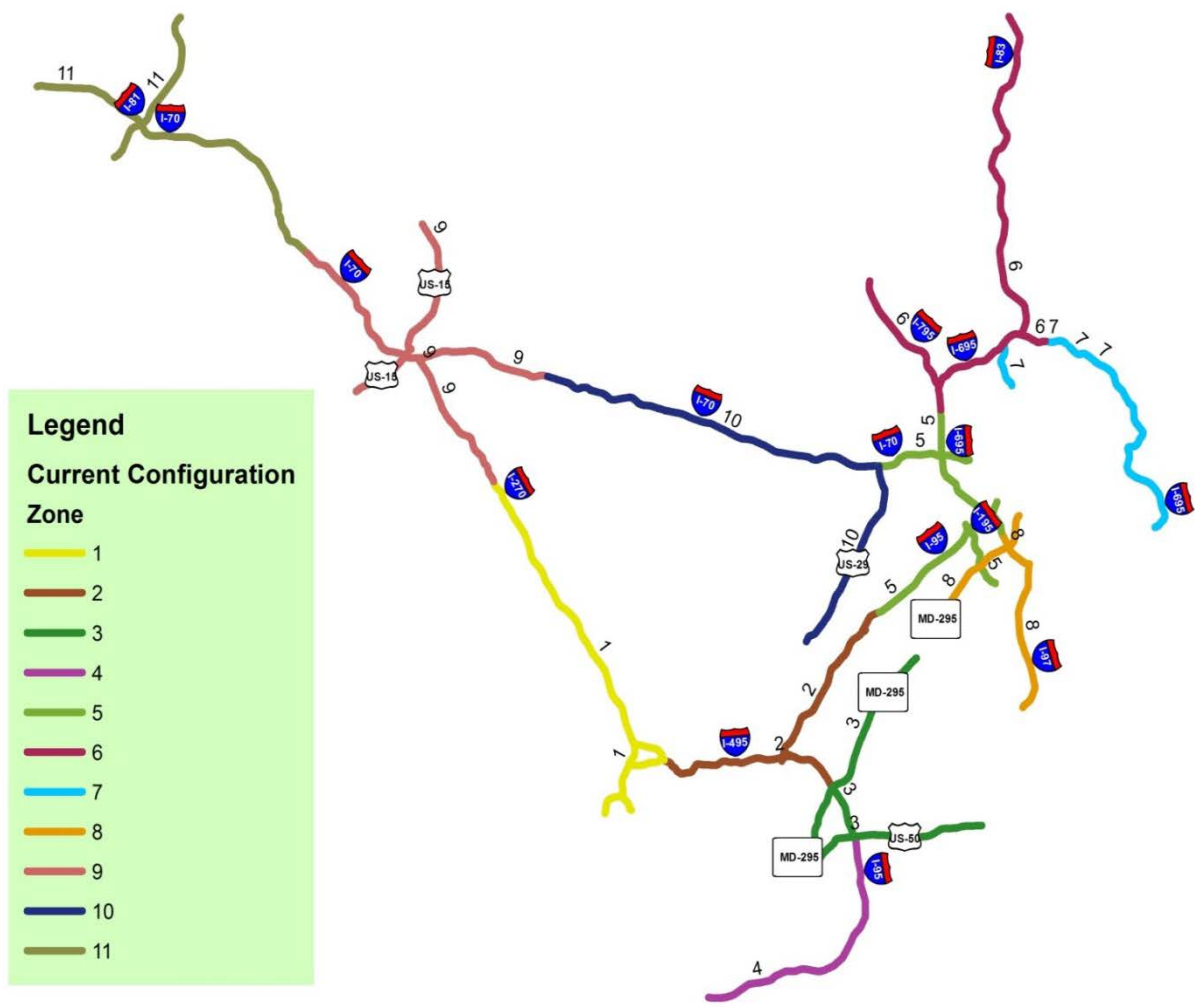 I-83
11
11
I-81
I-70
9
US-15
I-70
6
6
I-795
I-695
6 7
7
7
7
US-15
9
9
9
I-70
10
5
I-70
5
I-695
I-270
I-695
I-195
I-95
10
US-29
8
5
8
5
MD-295
8
I-97
1
2
MD-295
3
1
I-495
2
3
3
US-50
MD-295
I-95
4
Legend
Current Configuration
Zone
1
2
3
4
5
6
7
8
9
10
11